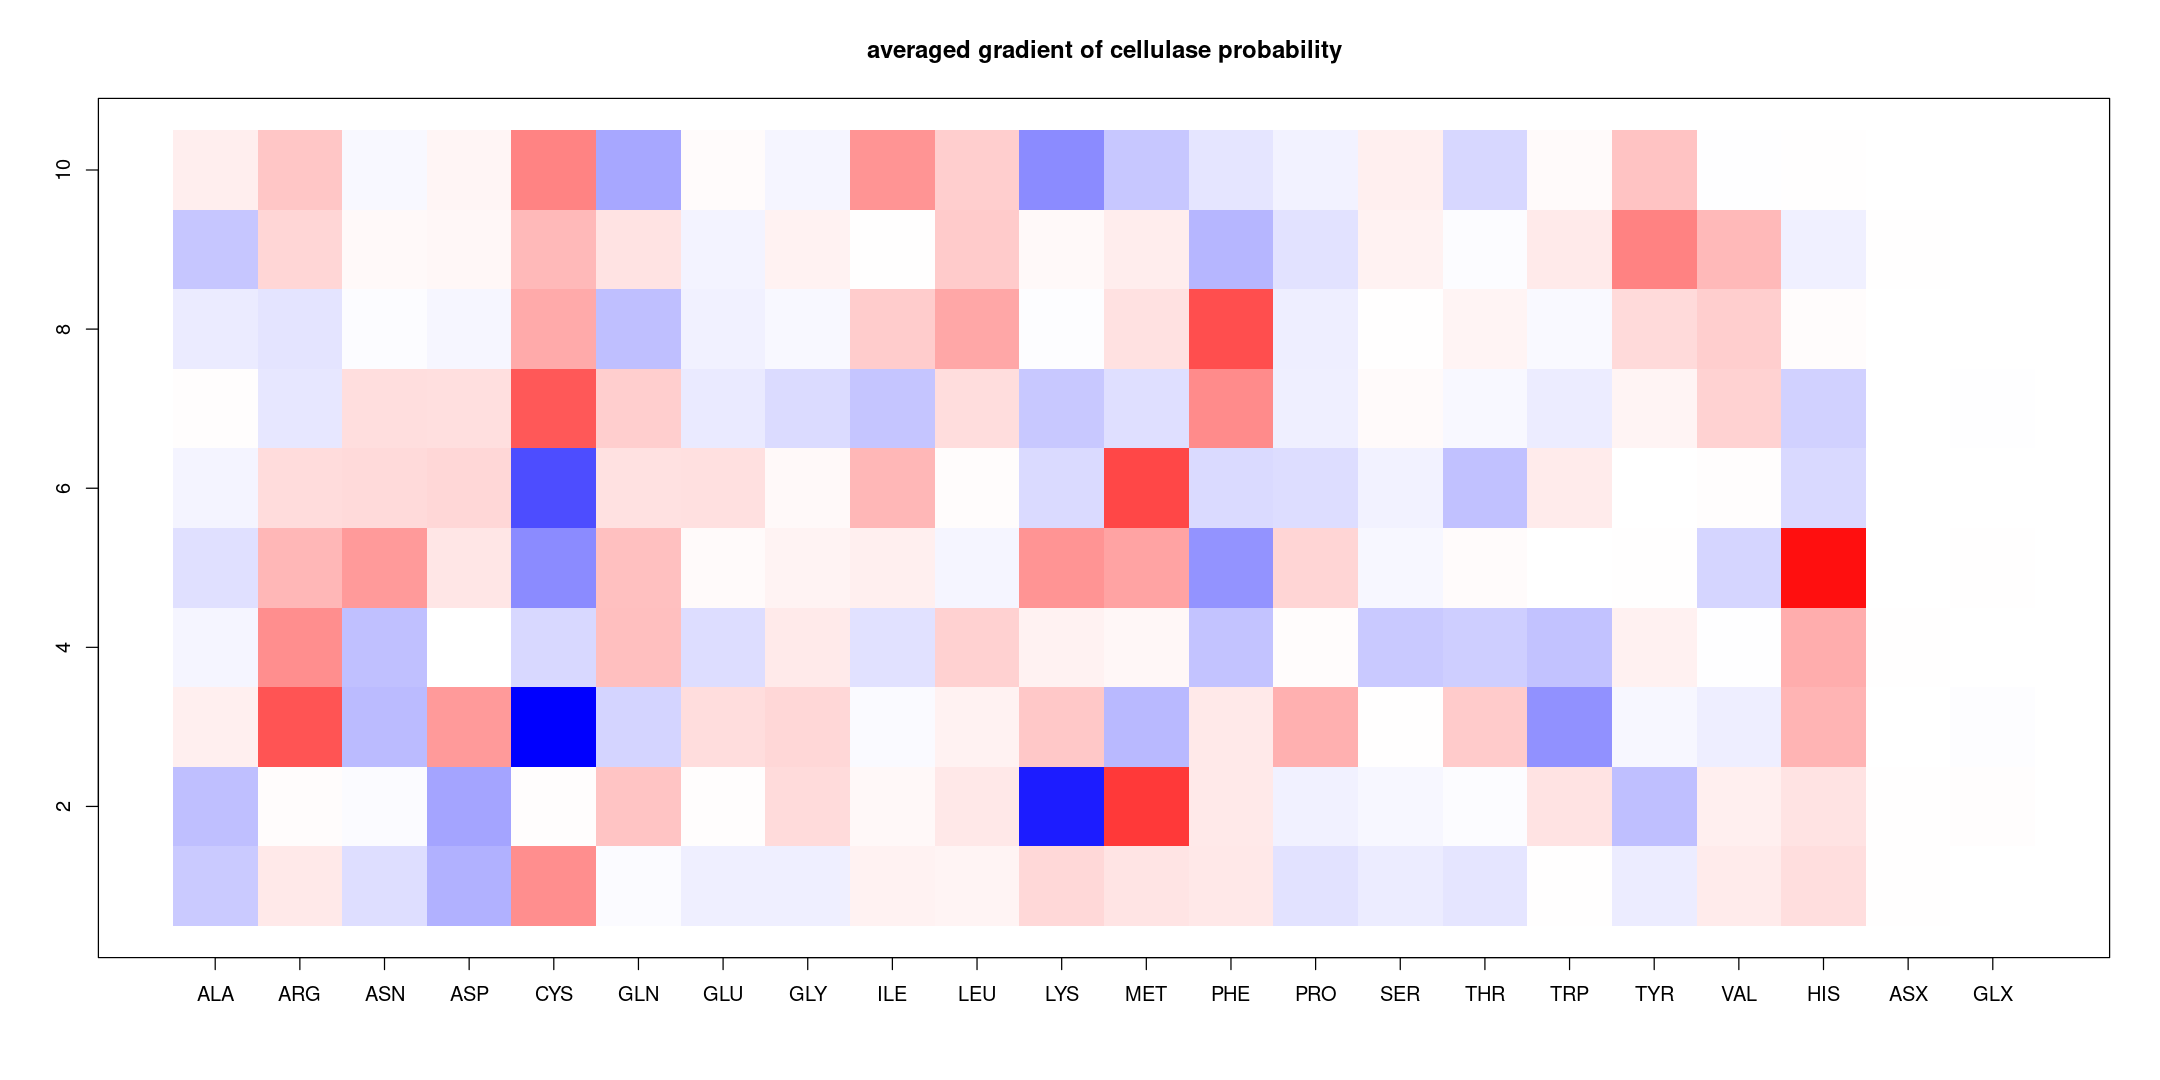 averaged gradient of cellulase probability
10
8
6
4
2
ALA ARG ASN ASP CYS GLN GLU GLY ILE LEU LYS MET PHE PRO SER THR TRP TYR VAL HIS ASX GLX